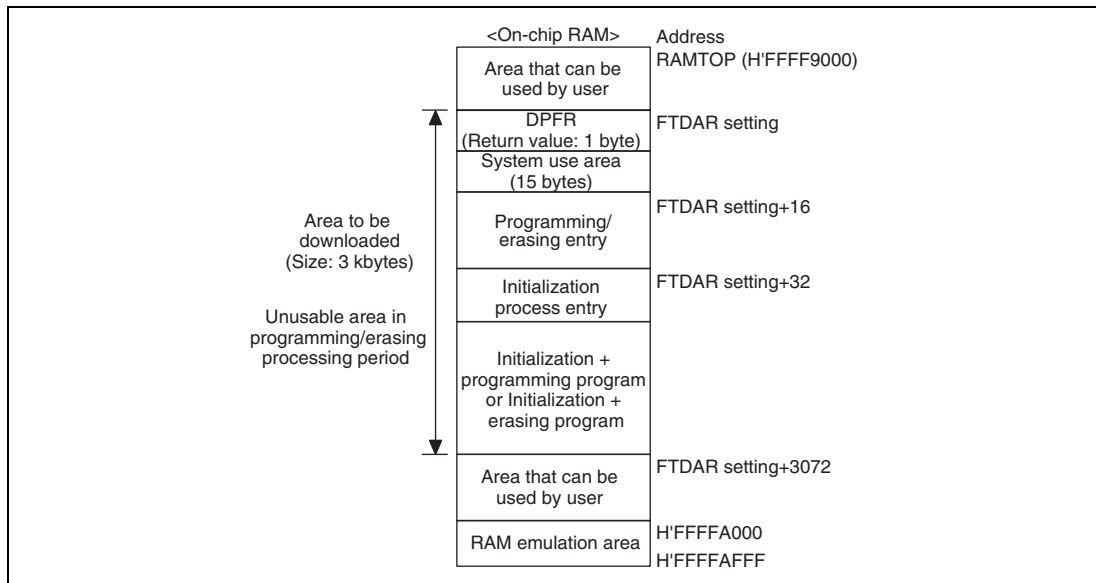 <On-chip RAM>
Address
RAMTOP (H'FFFF9000)
Area that can be
used by user
DPFR
(Return value: 1 byte)
FTDAR setting
System use area
(15 bytes)
FTDAR setting+16
Programming/
erasing entry
Area to be
downloaded
(Size: 3 kbytes)
FTDAR setting+32
Initialization
process entry
Unusable area in
programming/erasing
processing period
Initialization +
programming program
or Initialization +
erasing program
FTDAR setting+3072
Area that can be
used by user
H'FFFFA000
RAM emulation area
H'FFFFAFFF